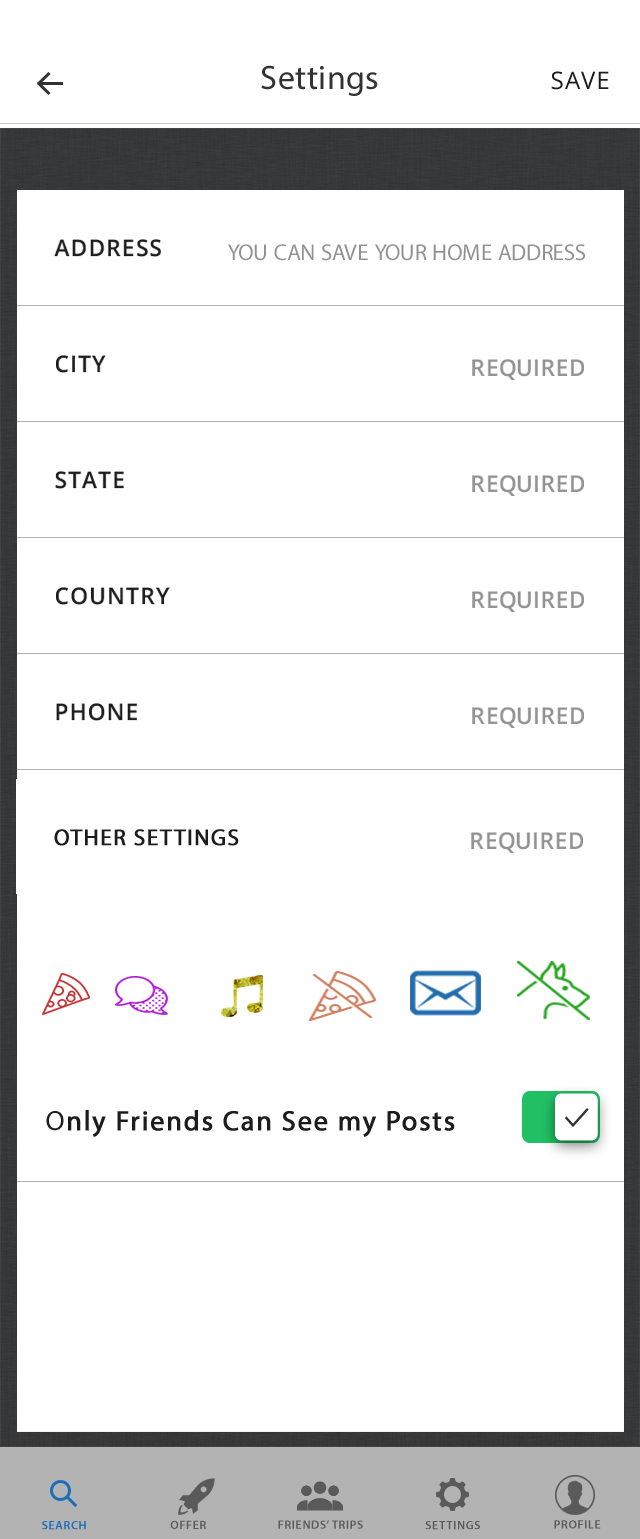 Settings
SAVE
ADDRESS
YOU CAN SAVE YOUR HOME ADDRESS
CITY
REQUIRED
STATE
REQUIRED
COUNTRY
REQUIRED
PHONE
REQUIRED
OTHER SETTINGS
REQUIRED
Only Friends Can See my Posts
SEARCH
OFFER
FRIENDS’ TRIPS
SETTINGS
PROFILE